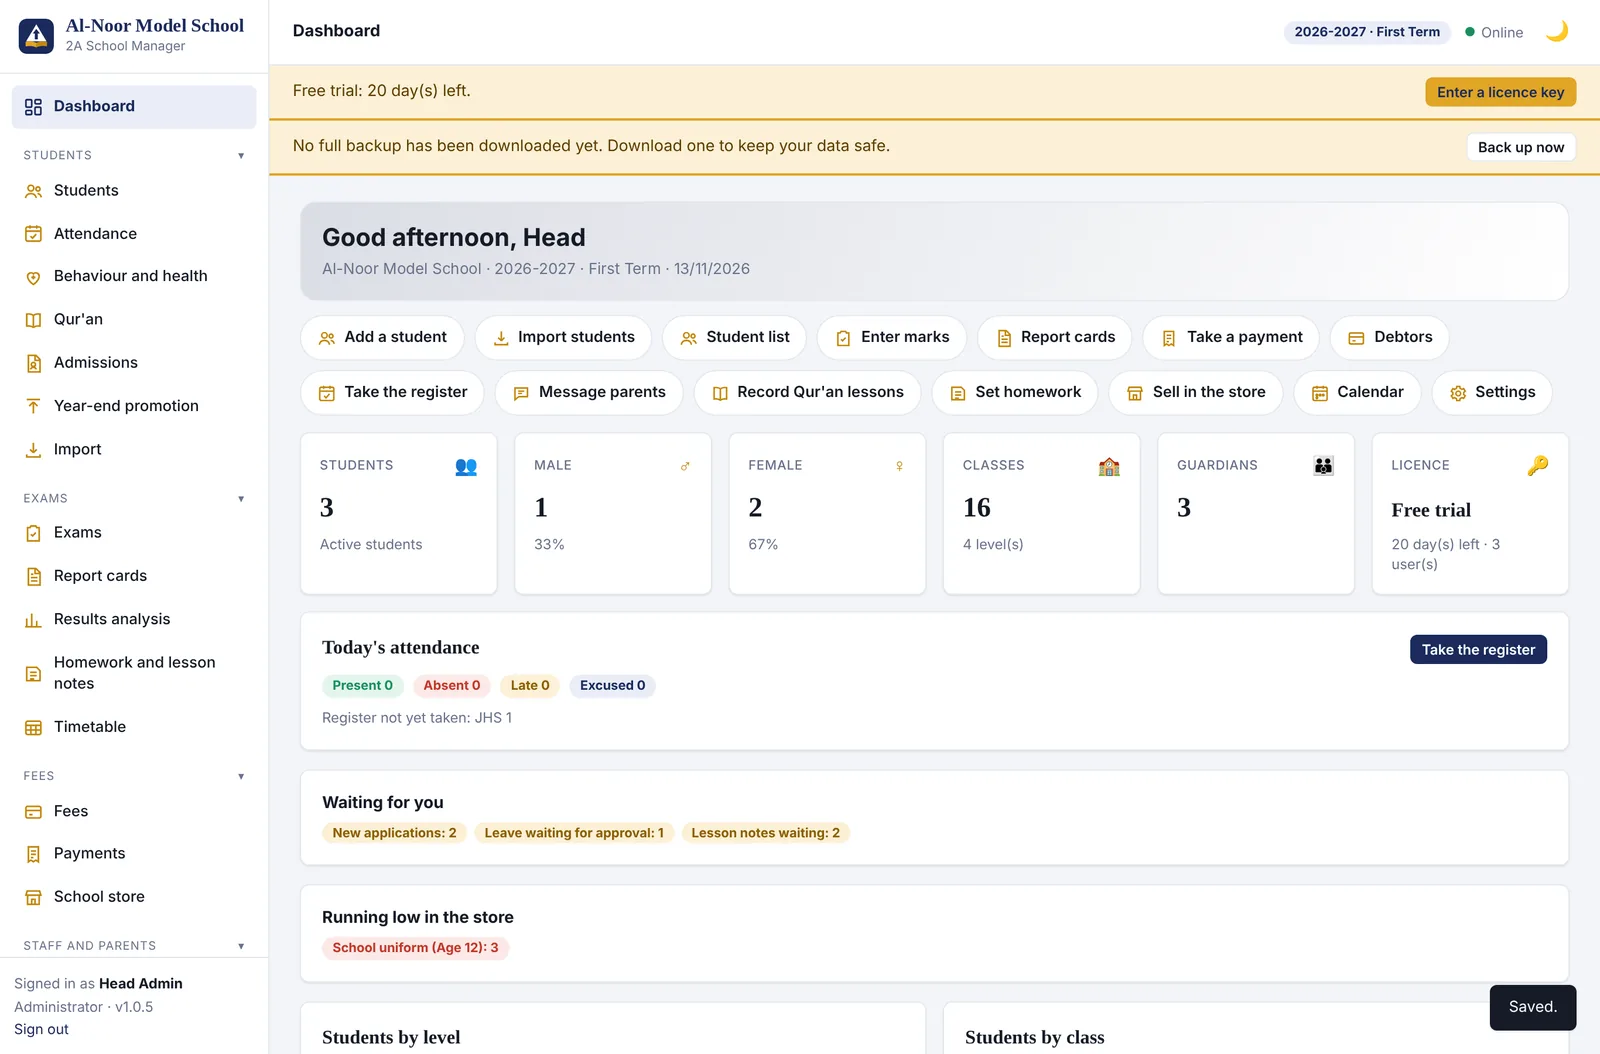 Al-Noor Model School
2A School Manager
Dashboard
STUDENTS
Students
Attendance
Behaviour and health
Qur'an
Admissions
Year-end promotion
Import
EXAMS
Exams
Report cards
Results analysis
Homework and lesson
notes
Timetable
FEES
Fees
Payments
School store
STAFF AND PARENTS
Signed in as Head Admin
Administrator · v1.0.5
Sign out
Dashboard
2026-2027 · First Term
Online
Free trial: 20 day(s) left.
Enter a licence key
No full backup has been downloaded yet. Download one to keep your data safe.
Back up now
Good afternoon, Head
Al-Noor Model School · 2026-2027 · First Term · 13/11/2026
Add a student
Import students
Student list
Enter marks
Report cards
Take a payment
Debtors
Take the register
Message parents
Record Qur'an lessons
Set homework
Sell in the store
Calendar
Settings
STUDENTS
3
Active students
MALE
1
33%
FEMALE
2
67%
CLASSES
16
4 level(s)
GUARDIANS
3
LICENCE
Free trial
20 day(s) left · 3
user(s)
Today's attendance
Take the register
Present 0
Absent 0
Late 0
Excused 0
Register not yet taken: JHS 1
Waiting for you
New applications: 2
Leave waiting for approval: 1
Lesson notes waiting: 2
Running low in the store
School uniform (Age 12): 3
Students by level
Students by class
Saved.